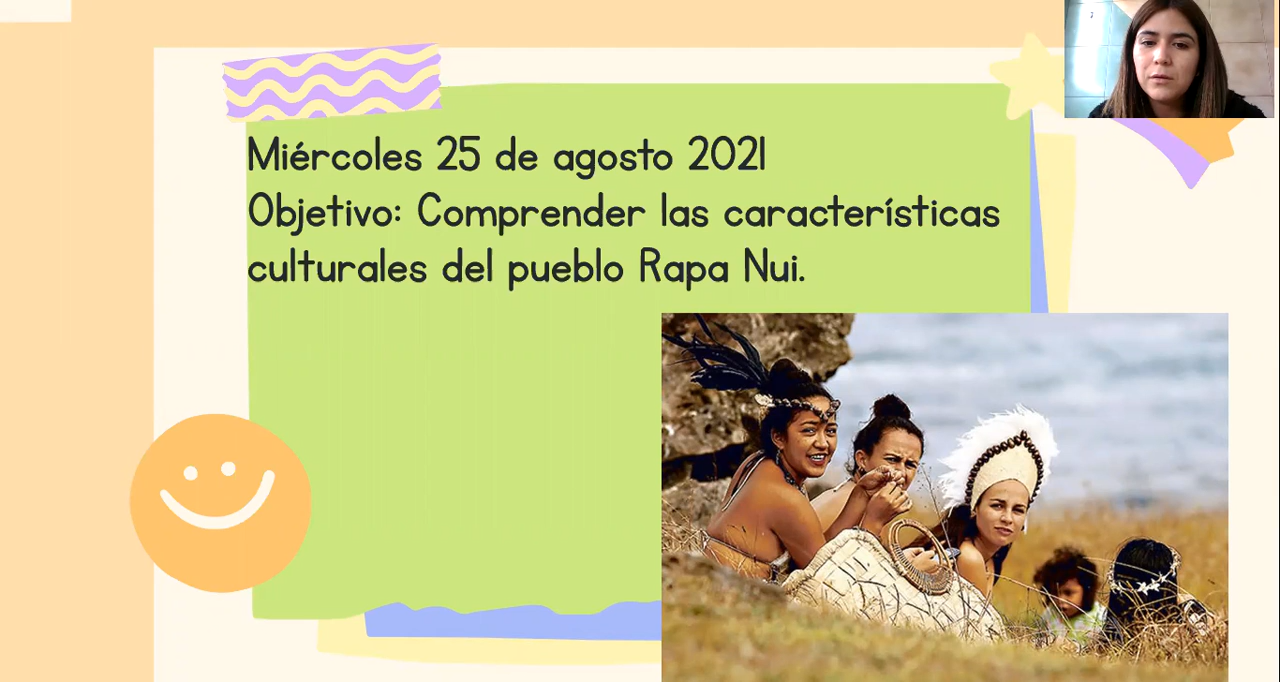 Miércoles 25 de agosto 2021
Objetivo: Comprender las características
culturales del pueblo Rapa Nui.